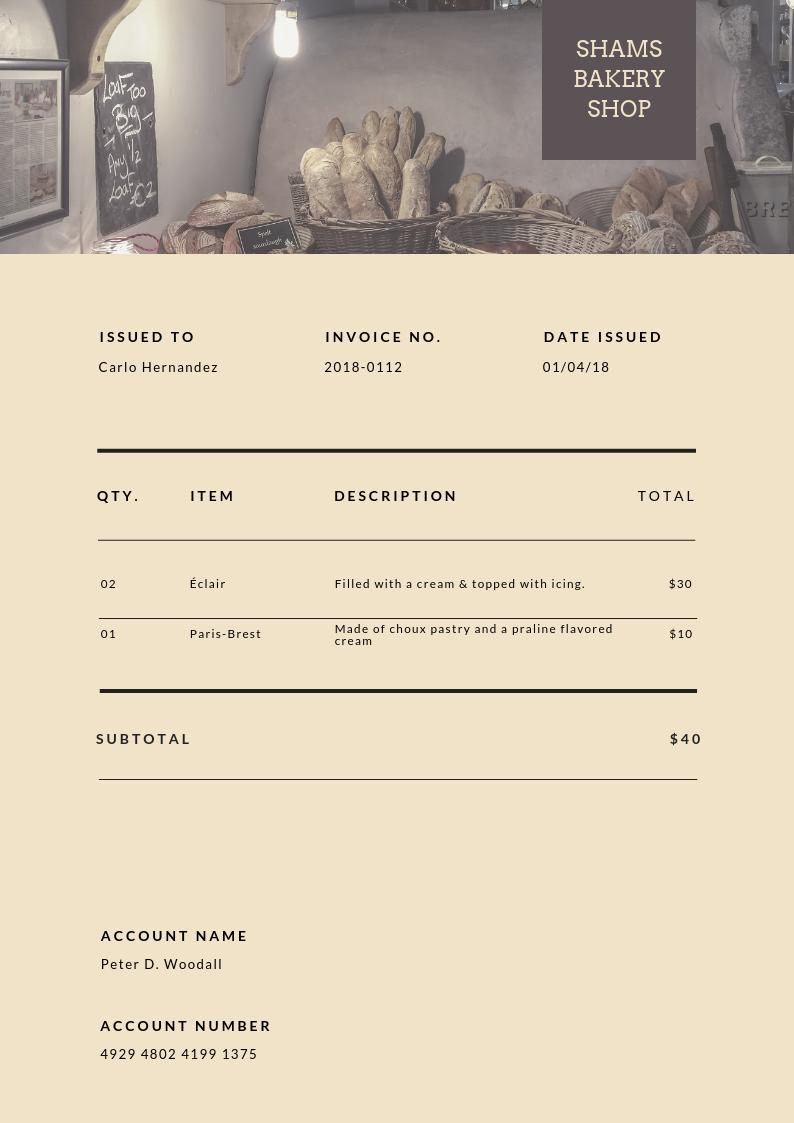 SHAMS
BAKERY
SHOP
Loaf Too
Big
Any 1/2
Loaf £2
Spelt
sourdough
BRE
ISSUED TO INVOICE NO. DATE ISSUED
Carlo Hernandez 2018-0112 01/04/18
QTY. ITEM DESCRIPTION TOTAL
02 Éclair Filled with a cream & topped with icing. $30
01 Paris-Brest Made of choux pastry and a praline flavored
cream $10
SUBTOTAL $40
ACCOUNT NAME
Peter D. Woodall
ACCOUNT NUMBER
4929 4802 4199 1375